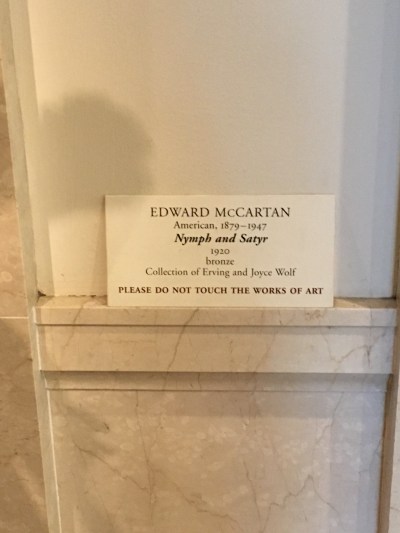 EDWARD McCARTAN
American, 1879–1947
Nymph and Satyr
1920
bronze
Collection of Erving and Joyce Wolf
PLEASE DO NOT TOUCH THE WORKS OF ART